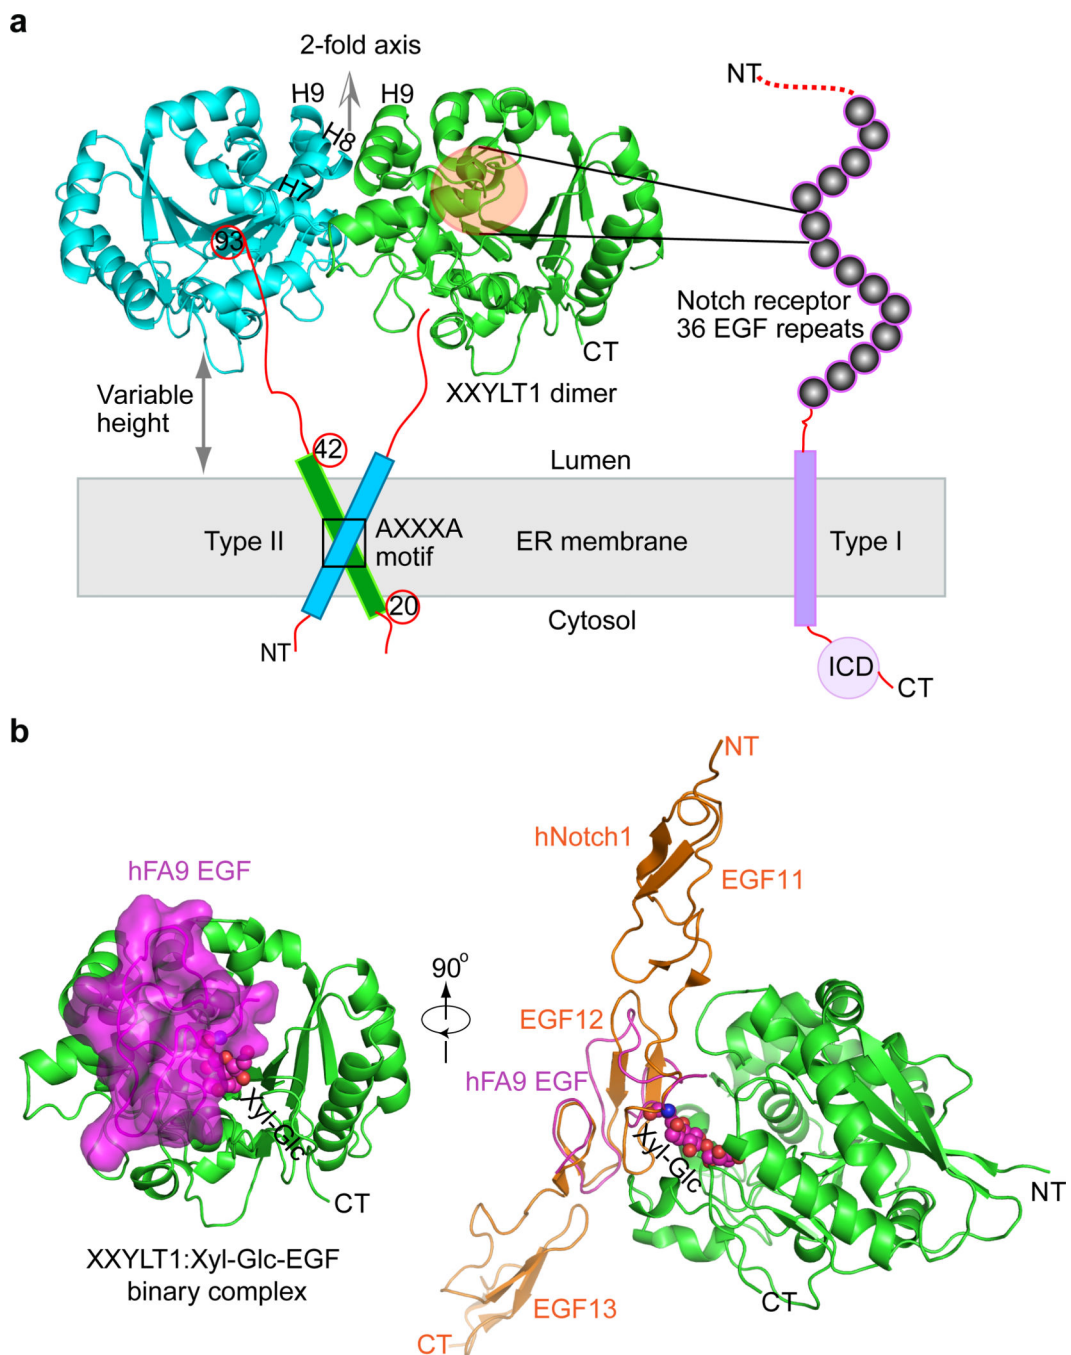 a
2-fold axis
H9
H9
H8
H7
93
NT
Notch receptor
36 EGF repeats
CT
XXYLT1 dimer
Variable
height
42
Lumen
Type II
AXXXA
motif
ER membrane
Type I
20
Cytosol
NT
ICD
CT
b
NT
hNotch1
EGF11
hFA9 EGF
90°
EGF12
hFA9 EGF
Xyl-Glc
Xyl-Glc
NT
CT
XXYLT1:Xyl-Glc-EGF
binary complex
CT
EGF13
CT